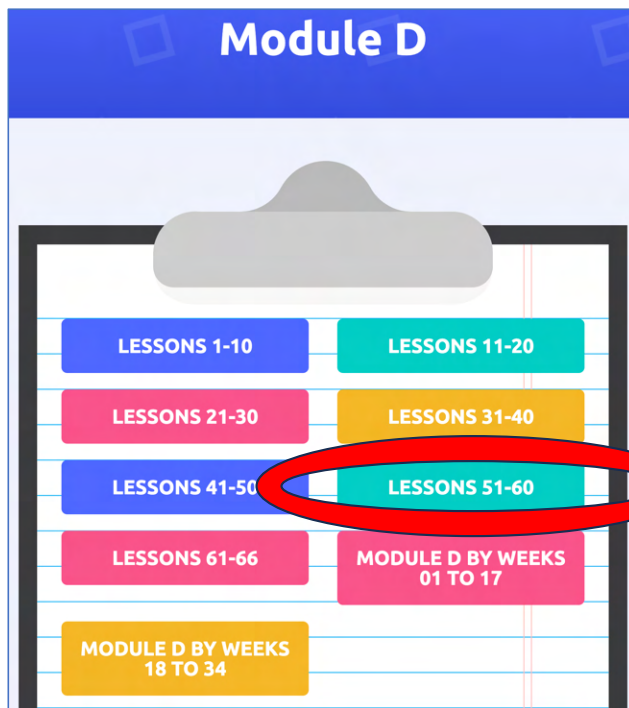 Module D
LESSONS 1-10
LESSONS 11-20
LESSONS 21-30
LESSONS 31-40
LESSONS 41-50
LESSONS 51-60
LESSONS 61-66
MODULE D BY WEEKS
01 TO 17
MODULE D BY WEEKS
18 TO 34